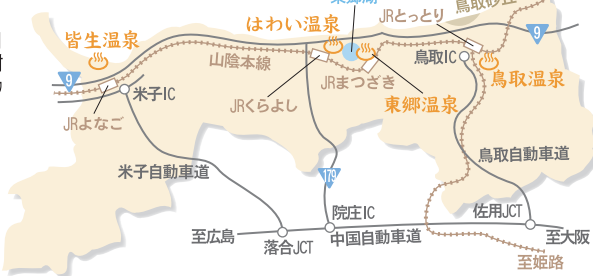 東郷湖
はわい温泉
JRとっとり
鳥取砂丘
皆生温泉
9
9
山陰本線
鳥取IC
JRまつざき
鳥取温泉
米子IC
JRくらよし
東郷温泉
JRよなご
鳥取自動車道
米子自動車道
179
院庄IC
佐用JCT
至広島
落合JCT
中国自動車道
至大阪
至姫路